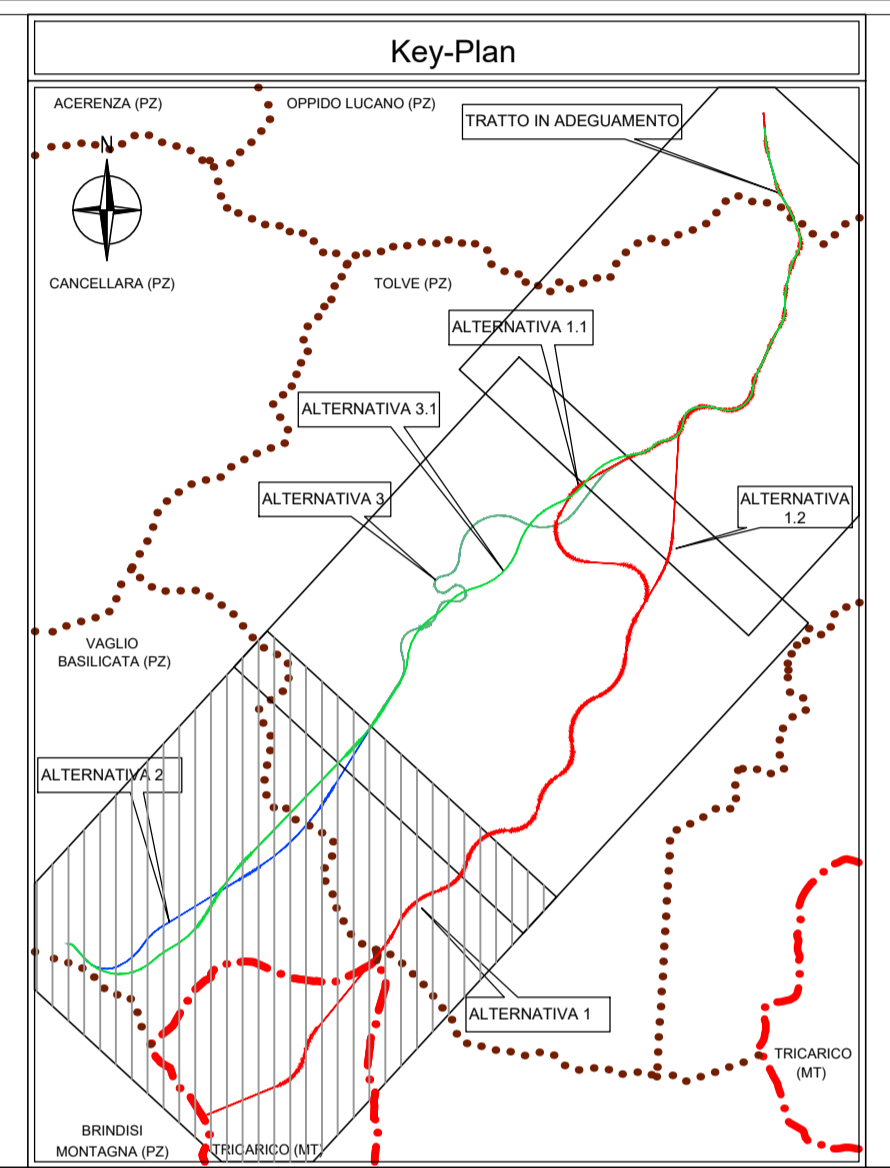 Key-Plan
ACERENZA (PZ)
OPPIDO LUCANO (PZ)
TRATTO IN ADEGUAMENTO
N
CANCELLARA (PZ)
TOLVE (PZ)
ALTERNATIVA 1.1
ALTERNATIVA 3.1
ALTERNATIVA 3
ALTERNATIVA
1.2
VAGLIO
BASILICATA (PZ)
ALTERNATIVA 2
ALTERNATIVA 1
TRICARICO
(MT)
BRINDISI
MONTAGNA (PZ)
TRICARICO (MT)